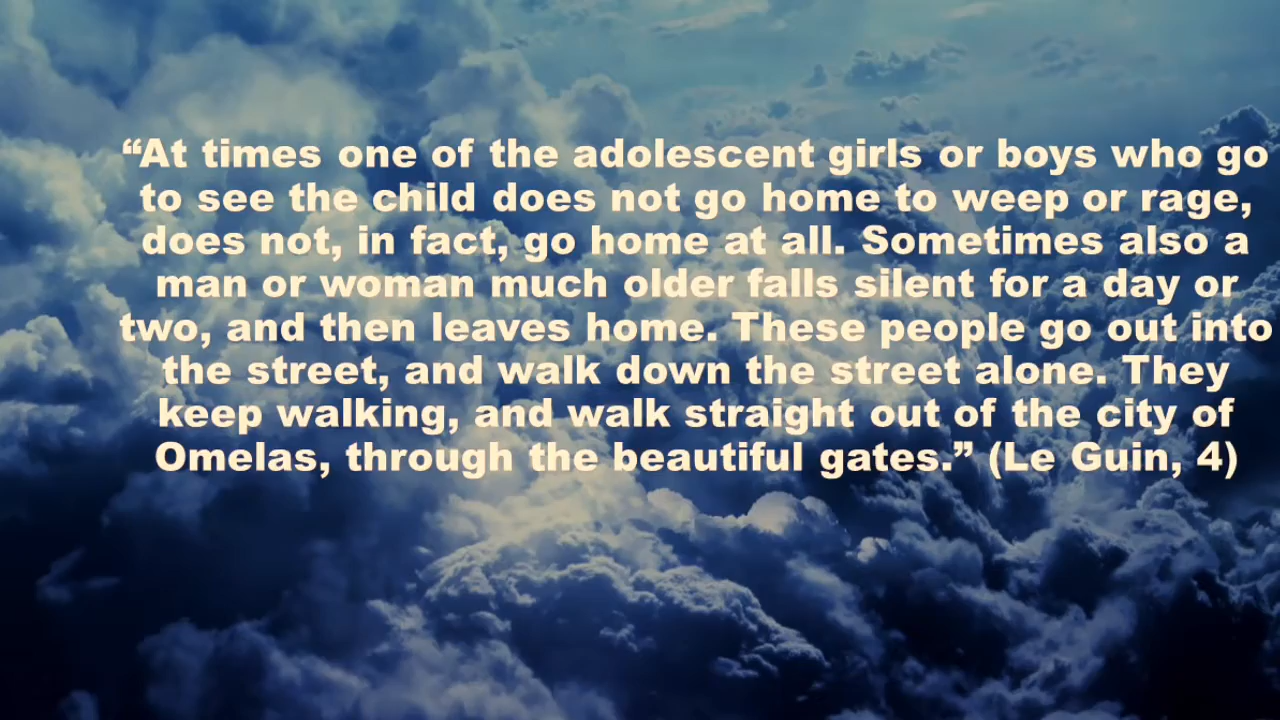 “At times one of the adolescent girls or boys who go
to see the child does not go home to weep or rage,
does not, in fact, go home at all. Sometimes also a
man or woman much older falls silent for a day or
two, and then leaves home. These people go out into
the street, and walk down the street alone. They
keep walking, and walk straight out of the city of
Omelas, through the beautiful gates.” (Le Guin, 4)